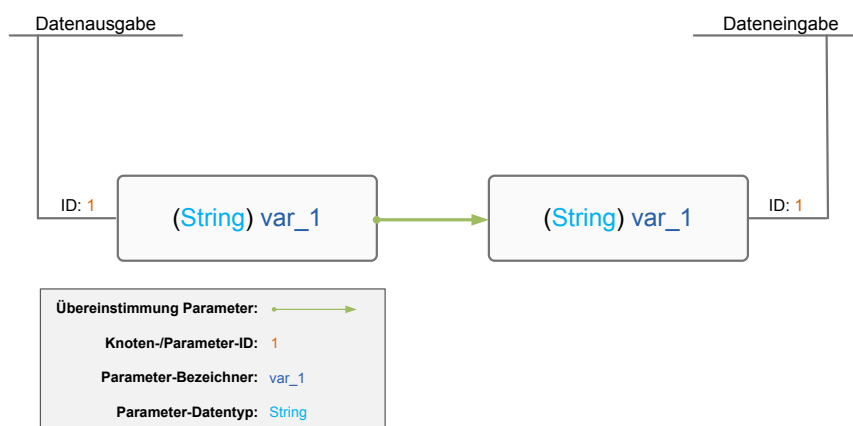 Datenausgabe
Dateneingabe
ID: 1
(String) var_1
(String) var_1
ID: 1
Übereinstimmung Parameter:
Knoten-/Parameter-ID: 1
Parameter-Bezeichner: var_1
Parameter-Datentyp: String